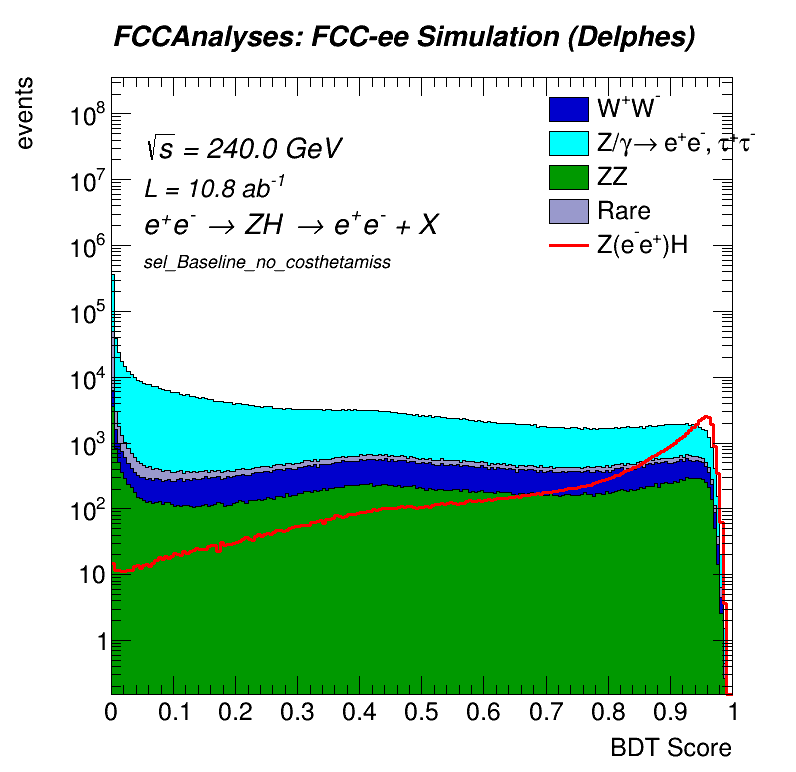 FCCAnalyses: FCC-ee Simulation (Delphes)
events
10⁸
10⁷
10⁶
10⁵
10⁴
10³
10²
10
1
√s = 240.0 GeV
L = 10.8 ab⁻¹
e⁺e⁻ → ZH → e⁺e⁻ + X
sel_Baseline_no_costhetamiss
W⁺W⁻
Z/γ→ e⁺e⁻, τ⁺τ⁻
ZZ
Rare
Z(e⁻e⁺)H
0 0.1 0.2 0.3 0.4 0.5 0.6 0.7 0.8 0.9 1
BDT Score